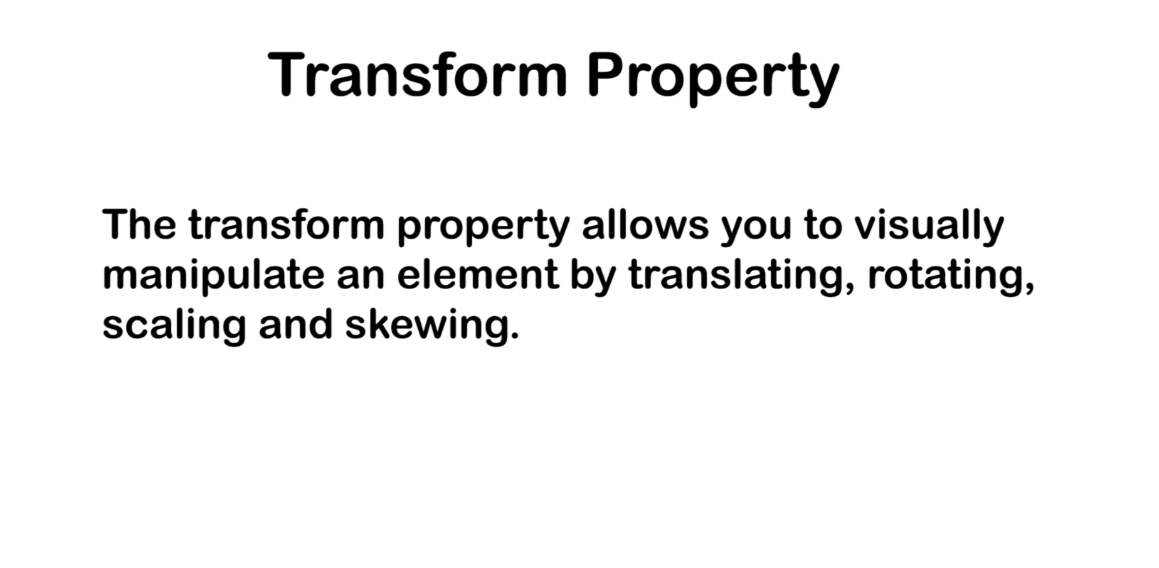 Transform Property
The transform property allows you to visually
manipulate an element by translating, rotating,
scaling and skewing.